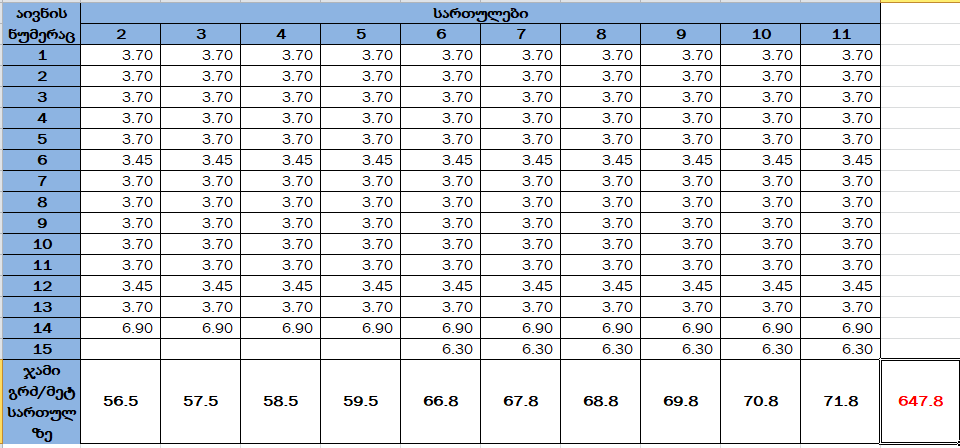 აივნის სართულები
ნუმერაც 2 3 4 5 6 7 8 9 10 11
1 3.70 3.70 3.70 3.70 3.70 3.70 3.70 3.70 3.70 3.70
2 3.70 3.70 3.70 3.70 3.70 3.70 3.70 3.70 3.70 3.70
3 3.70 3.70 3.70 3.70 3.70 3.70 3.70 3.70 3.70 3.70
4 3.70 3.70 3.70 3.70 3.70 3.70 3.70 3.70 3.70 3.70
5 3.70 3.70 3.70 3.70 3.70 3.70 3.70 3.70 3.70 3.70
6 3.45 3.45 3.45 3.45 3.45 3.45 3.45 3.45 3.45 3.45
7 3.70 3.70 3.70 3.70 3.70 3.70 3.70 3.70 3.70 3.70
8 3.70 3.70 3.70 3.70 3.70 3.70 3.70 3.70 3.70 3.70
9 3.70 3.70 3.70 3.70 3.70 3.70 3.70 3.70 3.70 3.70
10 3.70 3.70 3.70 3.70 3.70 3.70 3.70 3.70 3.70 3.70
11 3.70 3.70 3.70 3.70 3.70 3.70 3.70 3.70 3.70 3.70
12 3.45 3.45 3.45 3.45 3.45 3.45 3.45 3.45 3.45 3.45
13 3.70 3.70 3.70 3.70 3.70 3.70 3.70 3.70 3.70 3.70
14 6.90 6.90 6.90 6.90 6.90 6.90 6.90 6.90 6.90 6.90
15 6.30 6.30 6.30 6.30 6.30 6.30
ჯამი
გრძ/მეტ
სართულ
ზე
56.5 57.5 58.5 59.5 66.8 67.8 68.8 69.8 70.8 71.8 647.8